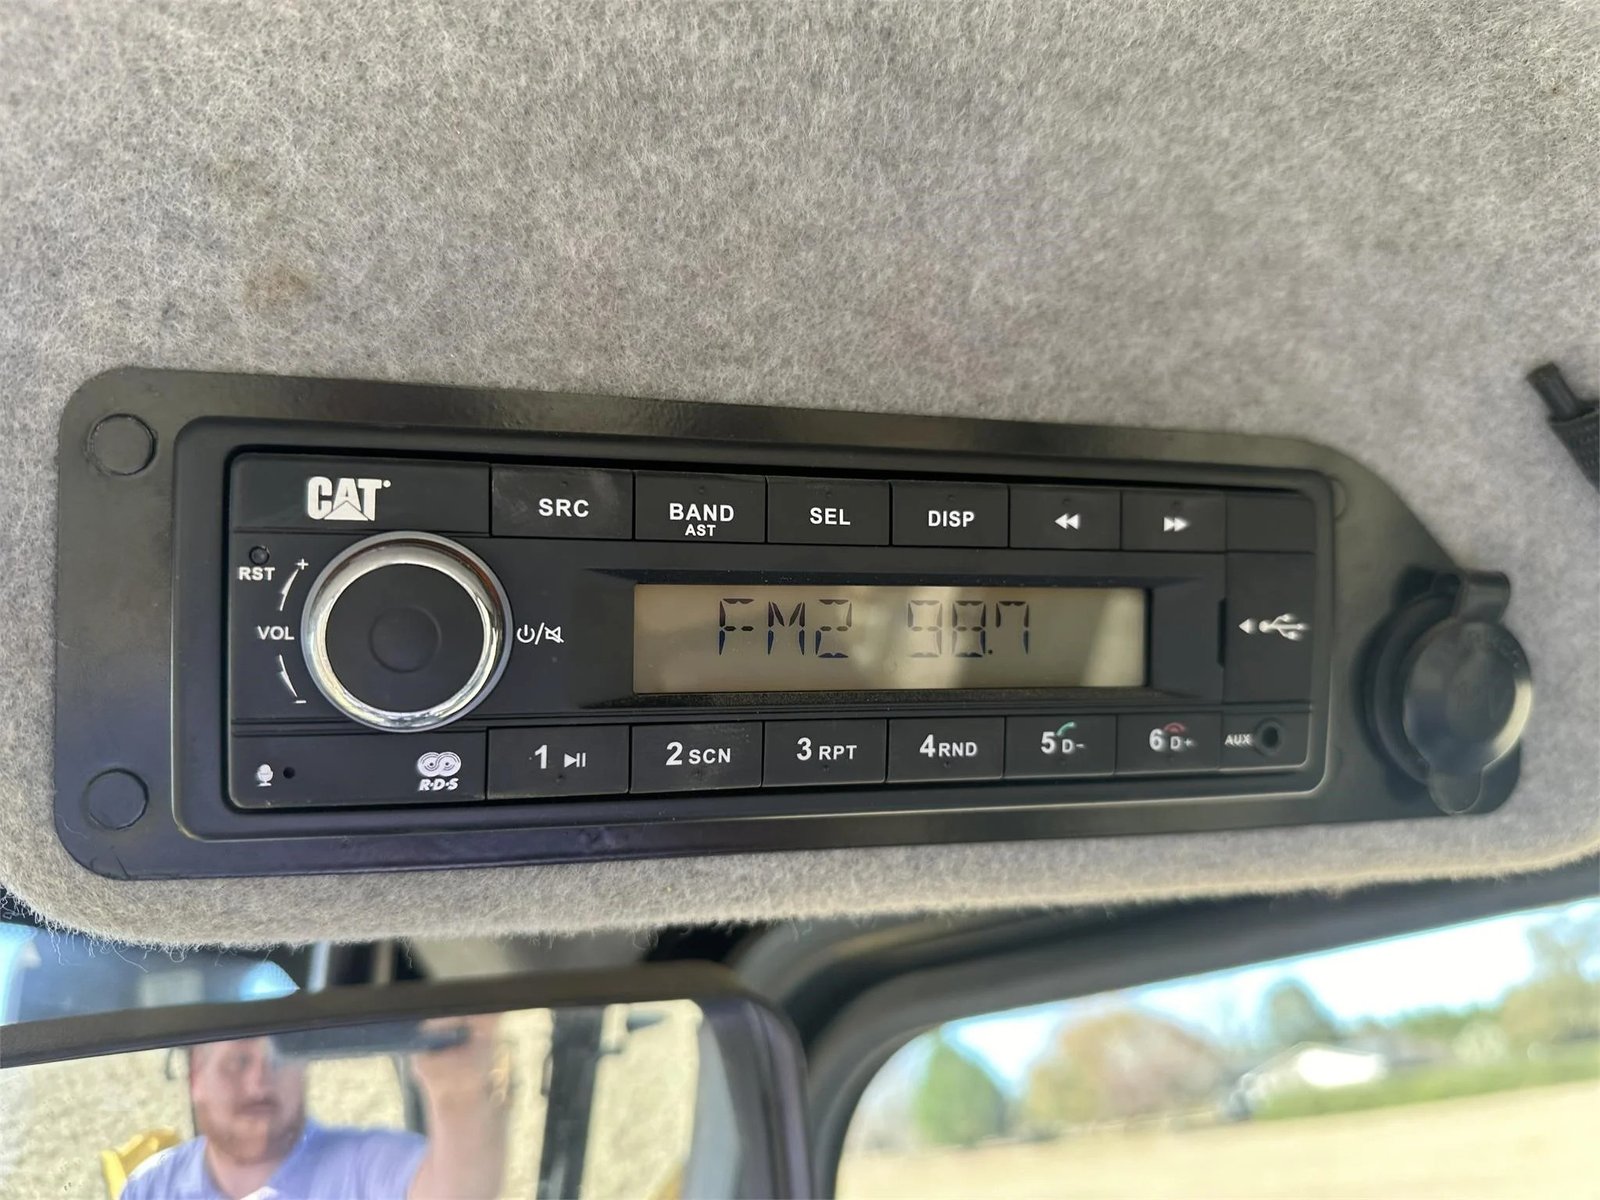 CAT
SRC
BAND
AST
SEL
DISP
RST
VOL
FM2 98.7
R·D·S
1
2 SCN
3 RPT
4 RND
5 D-
6 D+
AUX